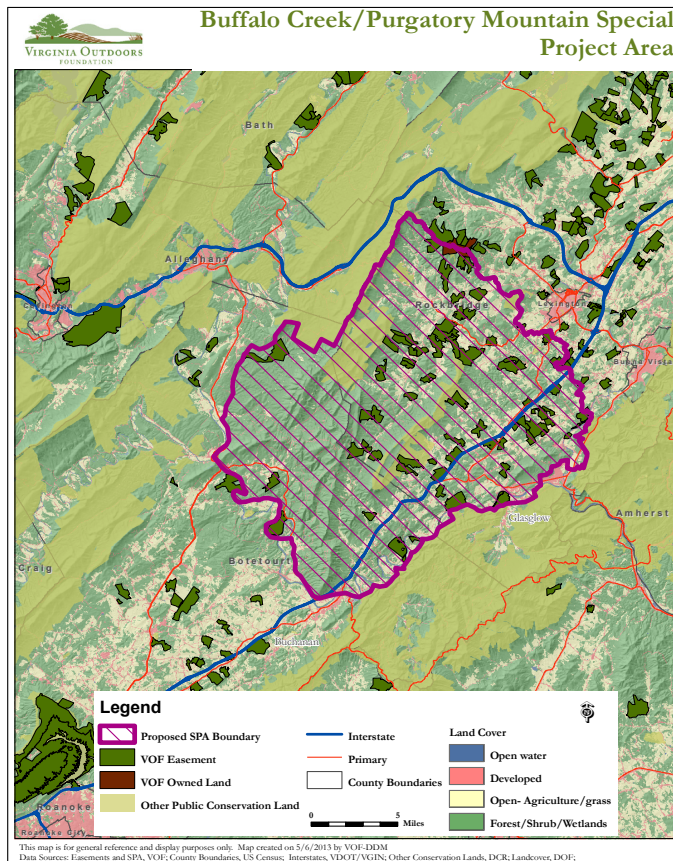 Buffalo Creek/Purgatory Mountain Special
Project Area
VIRGINIA OUTDOORS
FOUNDATION
Bath
Alleghany
Covington
Rockbridge
Lexington
Buena Vista
Amherst
Glasglow
Craig
Botetourt
Buchanan
Roanoke
Roanoke City
Legend
Proposed SPA Boundary
VOF Easement
VOF Owned Land
Other Public Conservation Land
Interstate
Primary
County Boundaries
0 5
Miles
Land Cover
Open water
Developed
Open- Agriculture/grass
Forest/Shrub/Wetlands
This map is for general reference and display purposes only. Map created on 5/6/2013 by VOF-DDM
Data Sources: Easements and SPA, VOF; County Boundaries, US Census; Interstates, VDOT/VGIN; Other Conservation Lands, DCR; Landcover, DOF;